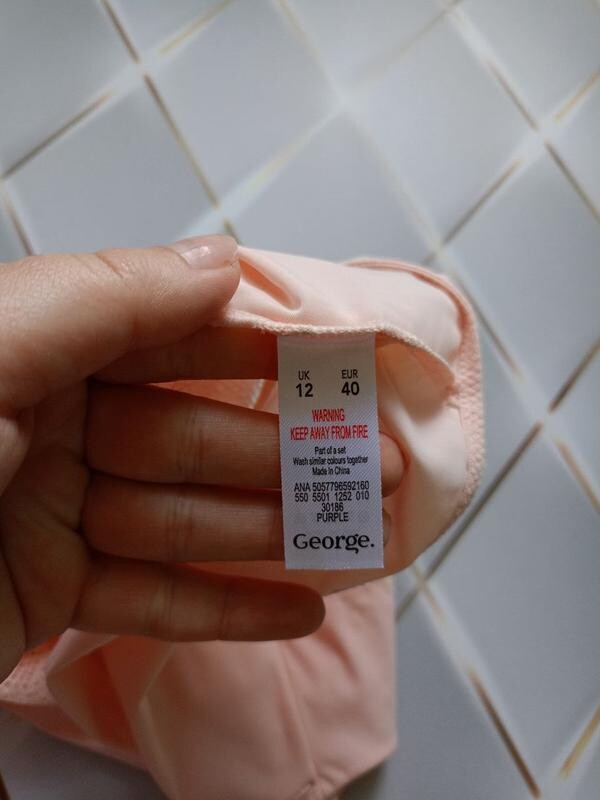 UK EUR
12 40
WARNING
KEEP AWAY FROM FIRE
Part of a set
Wash similar colours together
Made in China
ANA 5057796592160
550 5501 1252 010
30186
PURPLE
George.